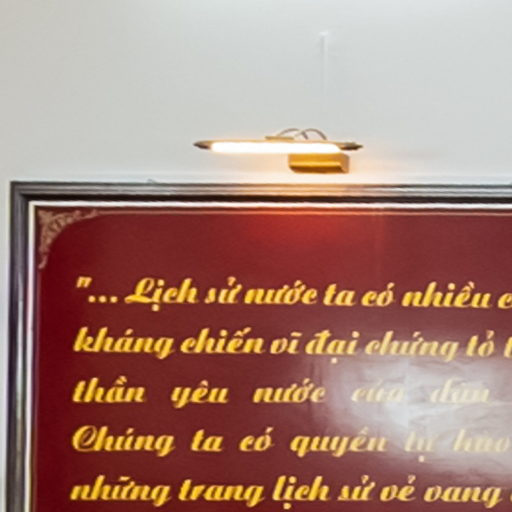 "... Lịch sử nước ta có nhiều
kháng chiến vĩ đại chứng tỏ
thần yêu nước của dân
Chúng ta có quyền tự hào
những trang lịch sử vẻ vang